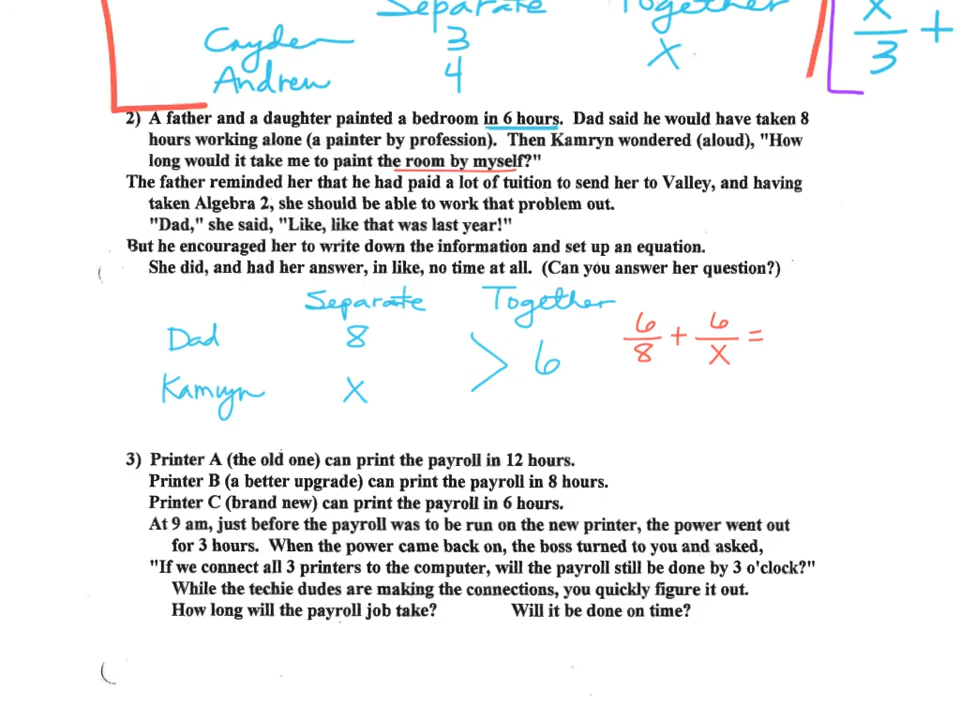 Separate Together
Cayden 3 X
Andrew 4
X/3 +
2) A father and a daughter painted a bedroom in 6 hours. Dad said he would have taken 8
hours working alone (a painter by profession). Then Kamryn wondered (aloud), "How
long would it take me to paint the room by myself?"
The father reminded her that he had paid a lot of tuition to send her to Valley, and having
taken Algebra 2, she should be able to work that problem out.
"Dad," she said, "Like, like that was last year!"
But he encouraged her to write down the information and set up an equation.
She did, and had her answer, in like, no time at all. (Can you answer her question?)
Separate Together
Dad 8
> 6
Kamryn X
6/8 + 6/X =
3) Printer A (the old one) can print the payroll in 12 hours.
Printer B (a better upgrade) can print the payroll in 8 hours.
Printer C (brand new) can print the payroll in 6 hours.
At 9 am, just before the payroll was to be run on the new printer, the power went out
for 3 hours. When the power came back on, the boss turned to you and asked,
"If we connect all 3 printers to the computer, will the payroll still be done by 3 o'clock?"
While the techie dudes are making the connections, you quickly figure it out.
How long will the payroll job take? Will it be done on time?